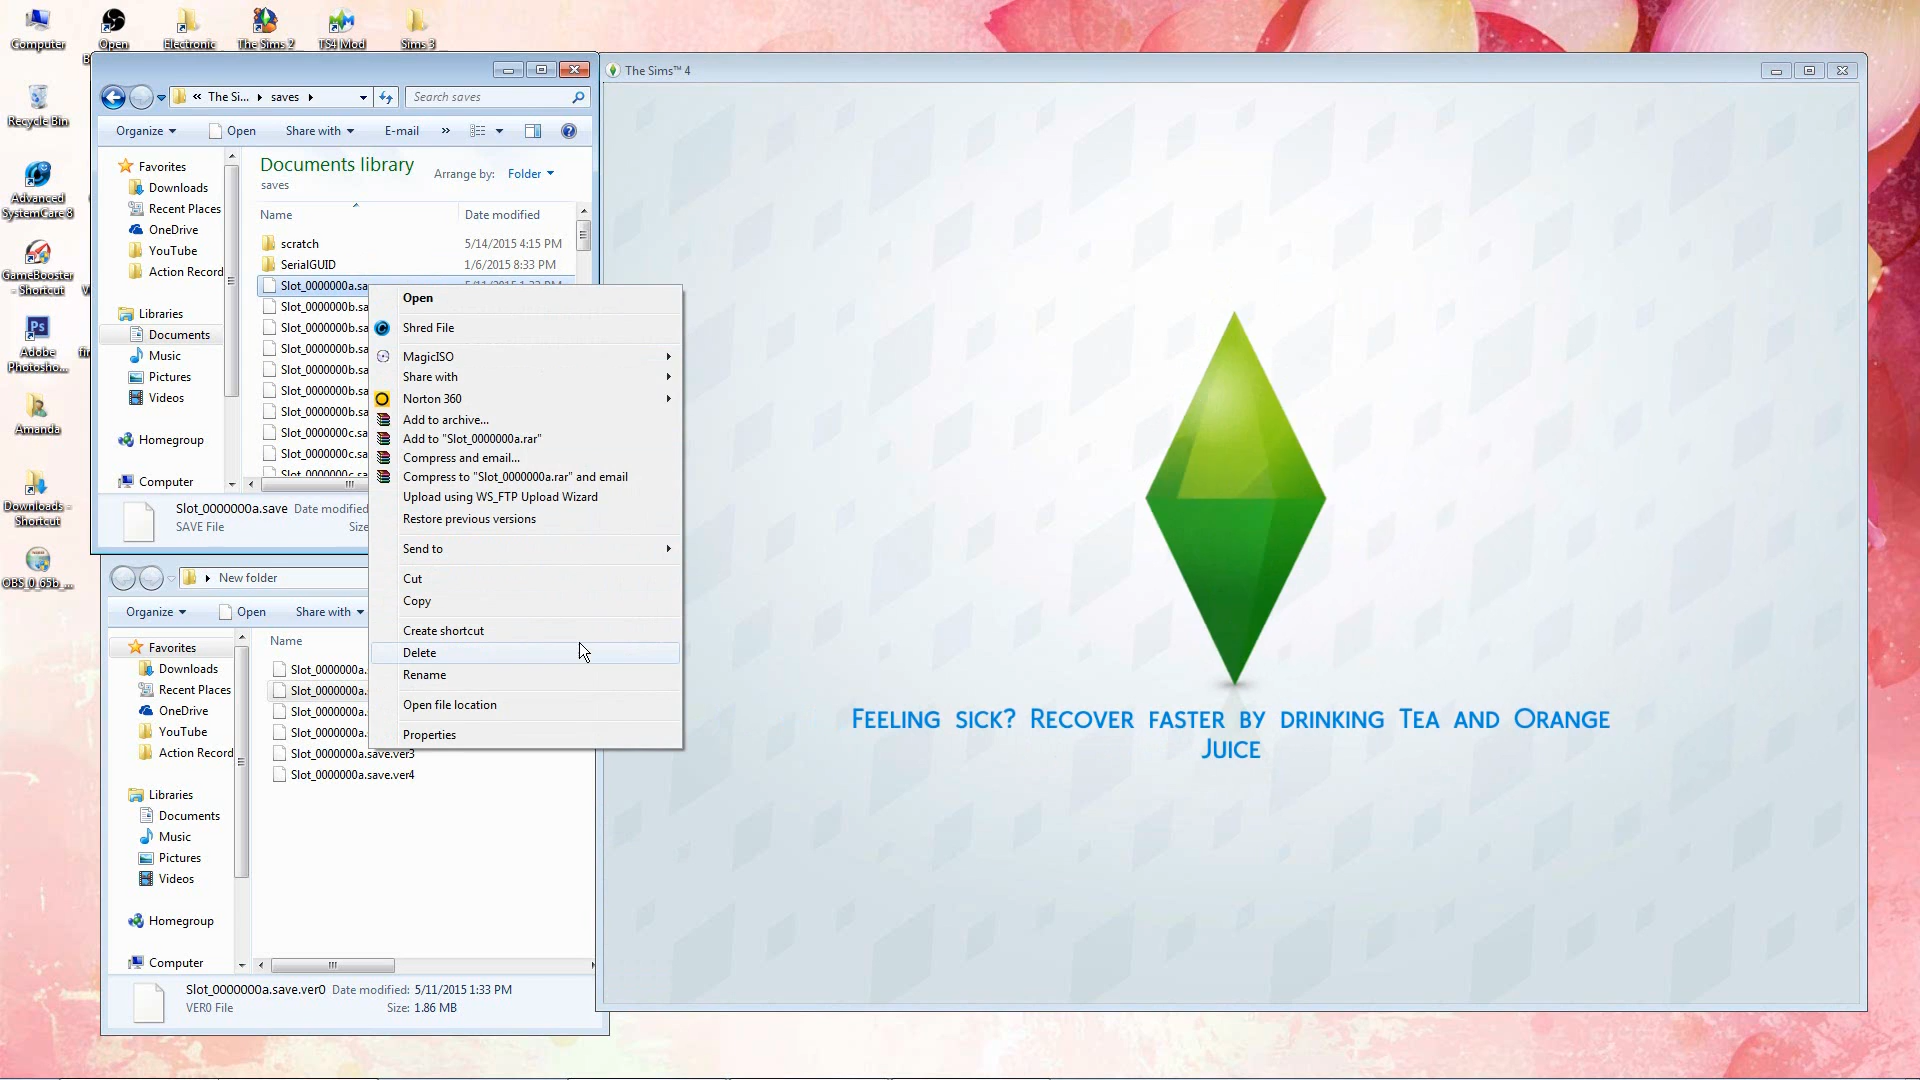 Computer
Open
Electronic
The Sims 2
TS4 Mod
Sims 3
Recycle Bin
Advanced
SystemCare 8
GameBooster
- Shortcut
Adobe
Photosho...
Amanda
Downloads -
Shortcut
OBS_0_65b_...
« The Si... saves
Search saves
Organize
Open
Share with
E-mail
»
Favorites
Downloads
Recent Places
OneDrive
YouTube
Action Record
Libraries
Documents
Music
Pictures
Videos
Homegroup
Computer
Documents library
saves
Arrange by: Folder
Name
Date modified
scratch 5/14/2015 4:15 PM
SerialGUID 1/6/2015 8:33 PM
Slot_0000000a.sa
Slot_0000000b.sa
Slot_0000000b.sa
Slot_0000000b.sa
Slot_0000000b.sa
Slot_0000000b.sa
Slot_0000000b.sa
Slot_0000000c.sa
Slot_0000000c.sa
Slot_0000000c.sa
Slot_0000000a.save Date modified
SAVE File Size
Open
Shred File
MagicISO
Share with
Norton 360
Add to archive...
Add to "Slot_0000000a.rar"
Compress and email...
Compress to "Slot_0000000a.rar" and email
Upload using WS_FTP Upload Wizard
Restore previous versions
Send to
Cut
Copy
Create shortcut
Delete
Rename
Open file location
Properties
New folder
Organize
Open
Share with
Favorites
Downloads
Recent Places
OneDrive
YouTube
Action Record
Libraries
Documents
Music
Pictures
Videos
Homegroup
Computer
Name
Slot_0000000a.
Slot_0000000a.
Slot_0000000a.
Slot_0000000a.
Slot_0000000a.save.ver3
Slot_0000000a.save.ver4
Slot_0000000a.save.ver0 Date modified: 5/11/2015 1:33 PM
VER0 File Size: 1.86 MB
The Sims™ 4
Feeling sick? Recover faster by drinking Tea and Orange
Juice